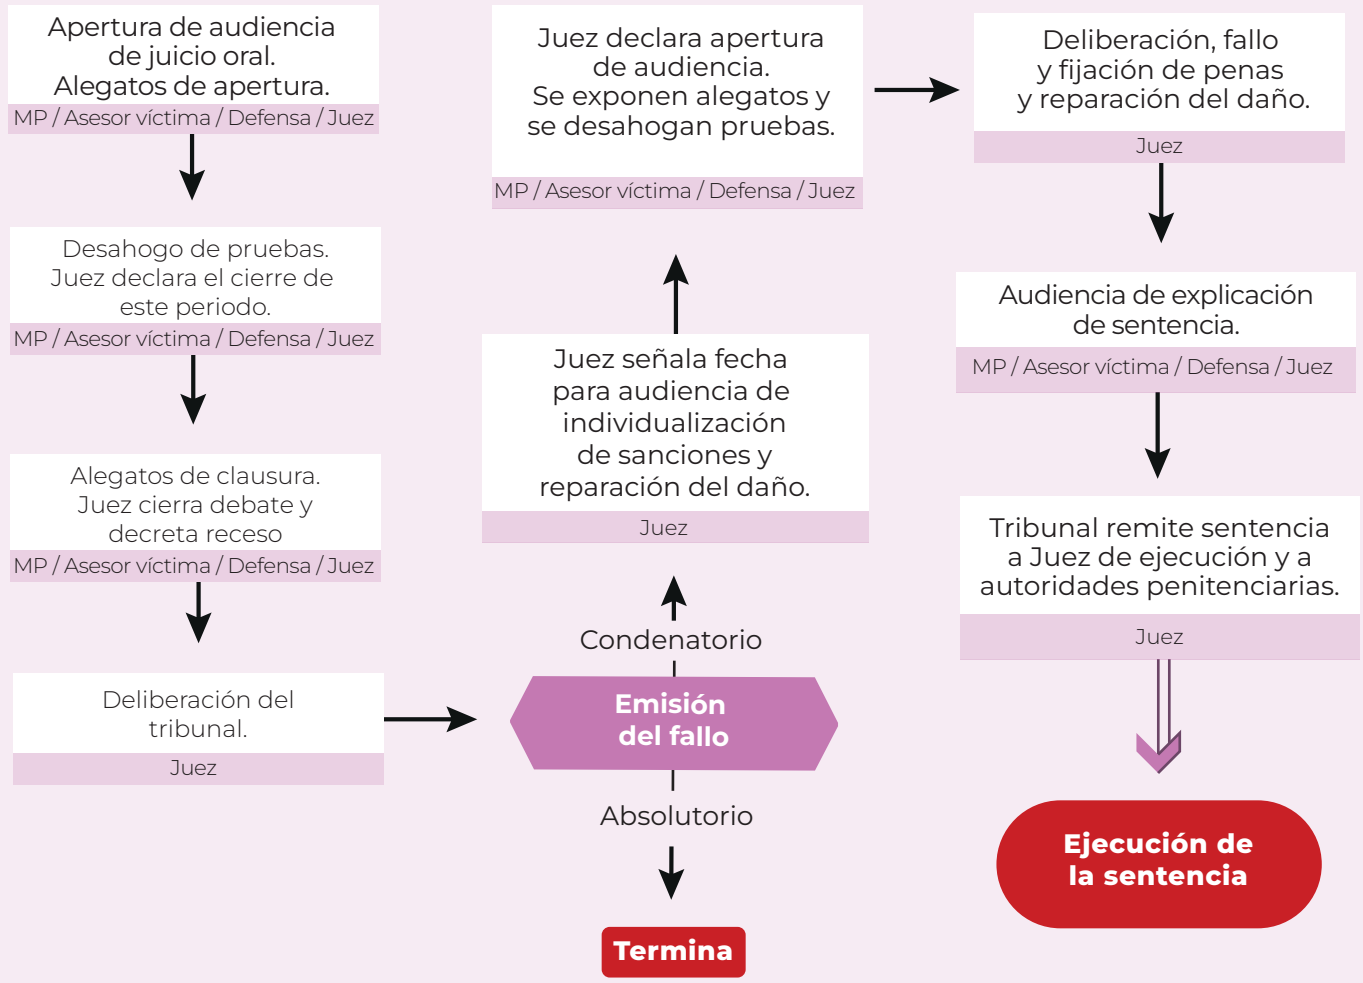 Apertura de audiencia
de juicio oral.
Alegatos de apertura.
MP / Asesor víctima / Defensa / Juez
Desahogo de pruebas.
Juez declara el cierre de
este periodo.
MP / Asesor víctima / Defensa / Juez
Alegatos de clausura.
Juez cierra debate y
decreta receso
MP / Asesor víctima / Defensa / Juez
Deliberación del
tribunal.
Juez
Emisión
del fallo
Absolutorio
Termina
Condenatorio
Juez señala fecha
para audiencia de
individualización
de sanciones y
reparación del daño.
Juez
Juez declara apertura
de audiencia.
Se exponen alegatos y
se desahogan pruebas.
MP / Asesor víctima / Defensa / Juez
Deliberación, fallo
y fijación de penas
y reparación del daño.
Juez
Audiencia de explicación
de sentencia.
MP / Asesor víctima / Defensa / Juez
Tribunal remite sentencia
a Juez de ejecución y a
autoridades penitenciarias.
Juez
Ejecución de
la sentencia